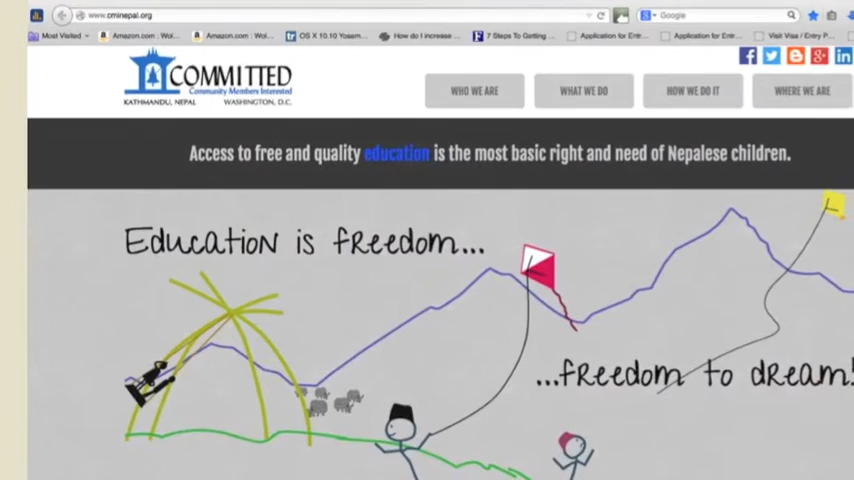 www.cminepal.org
Google
Most Visited
Amazon.com : Wol...
Amazon.com : Wol...
OS X 10.10 Yosem...
How do I increase ...
7 Steps To Getting ...
Application for Entr...
Application for Entr...
Visit Visa / Entry P...
COMMITTED
Community Members Interested
KATHMANDU, NEPAL WASHINGTON, D.C.
WHO WE ARE
WHAT WE DO
HOW WE DO IT
WHERE WE ARE
Access to free and quality education is the most basic right and need of Nepalese children.
Education is freedom...
...freedom to dream!